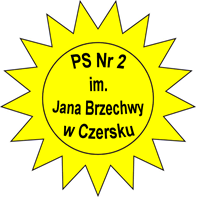 PS Nr 2
im.
Jana Brzechwy
w Czersku